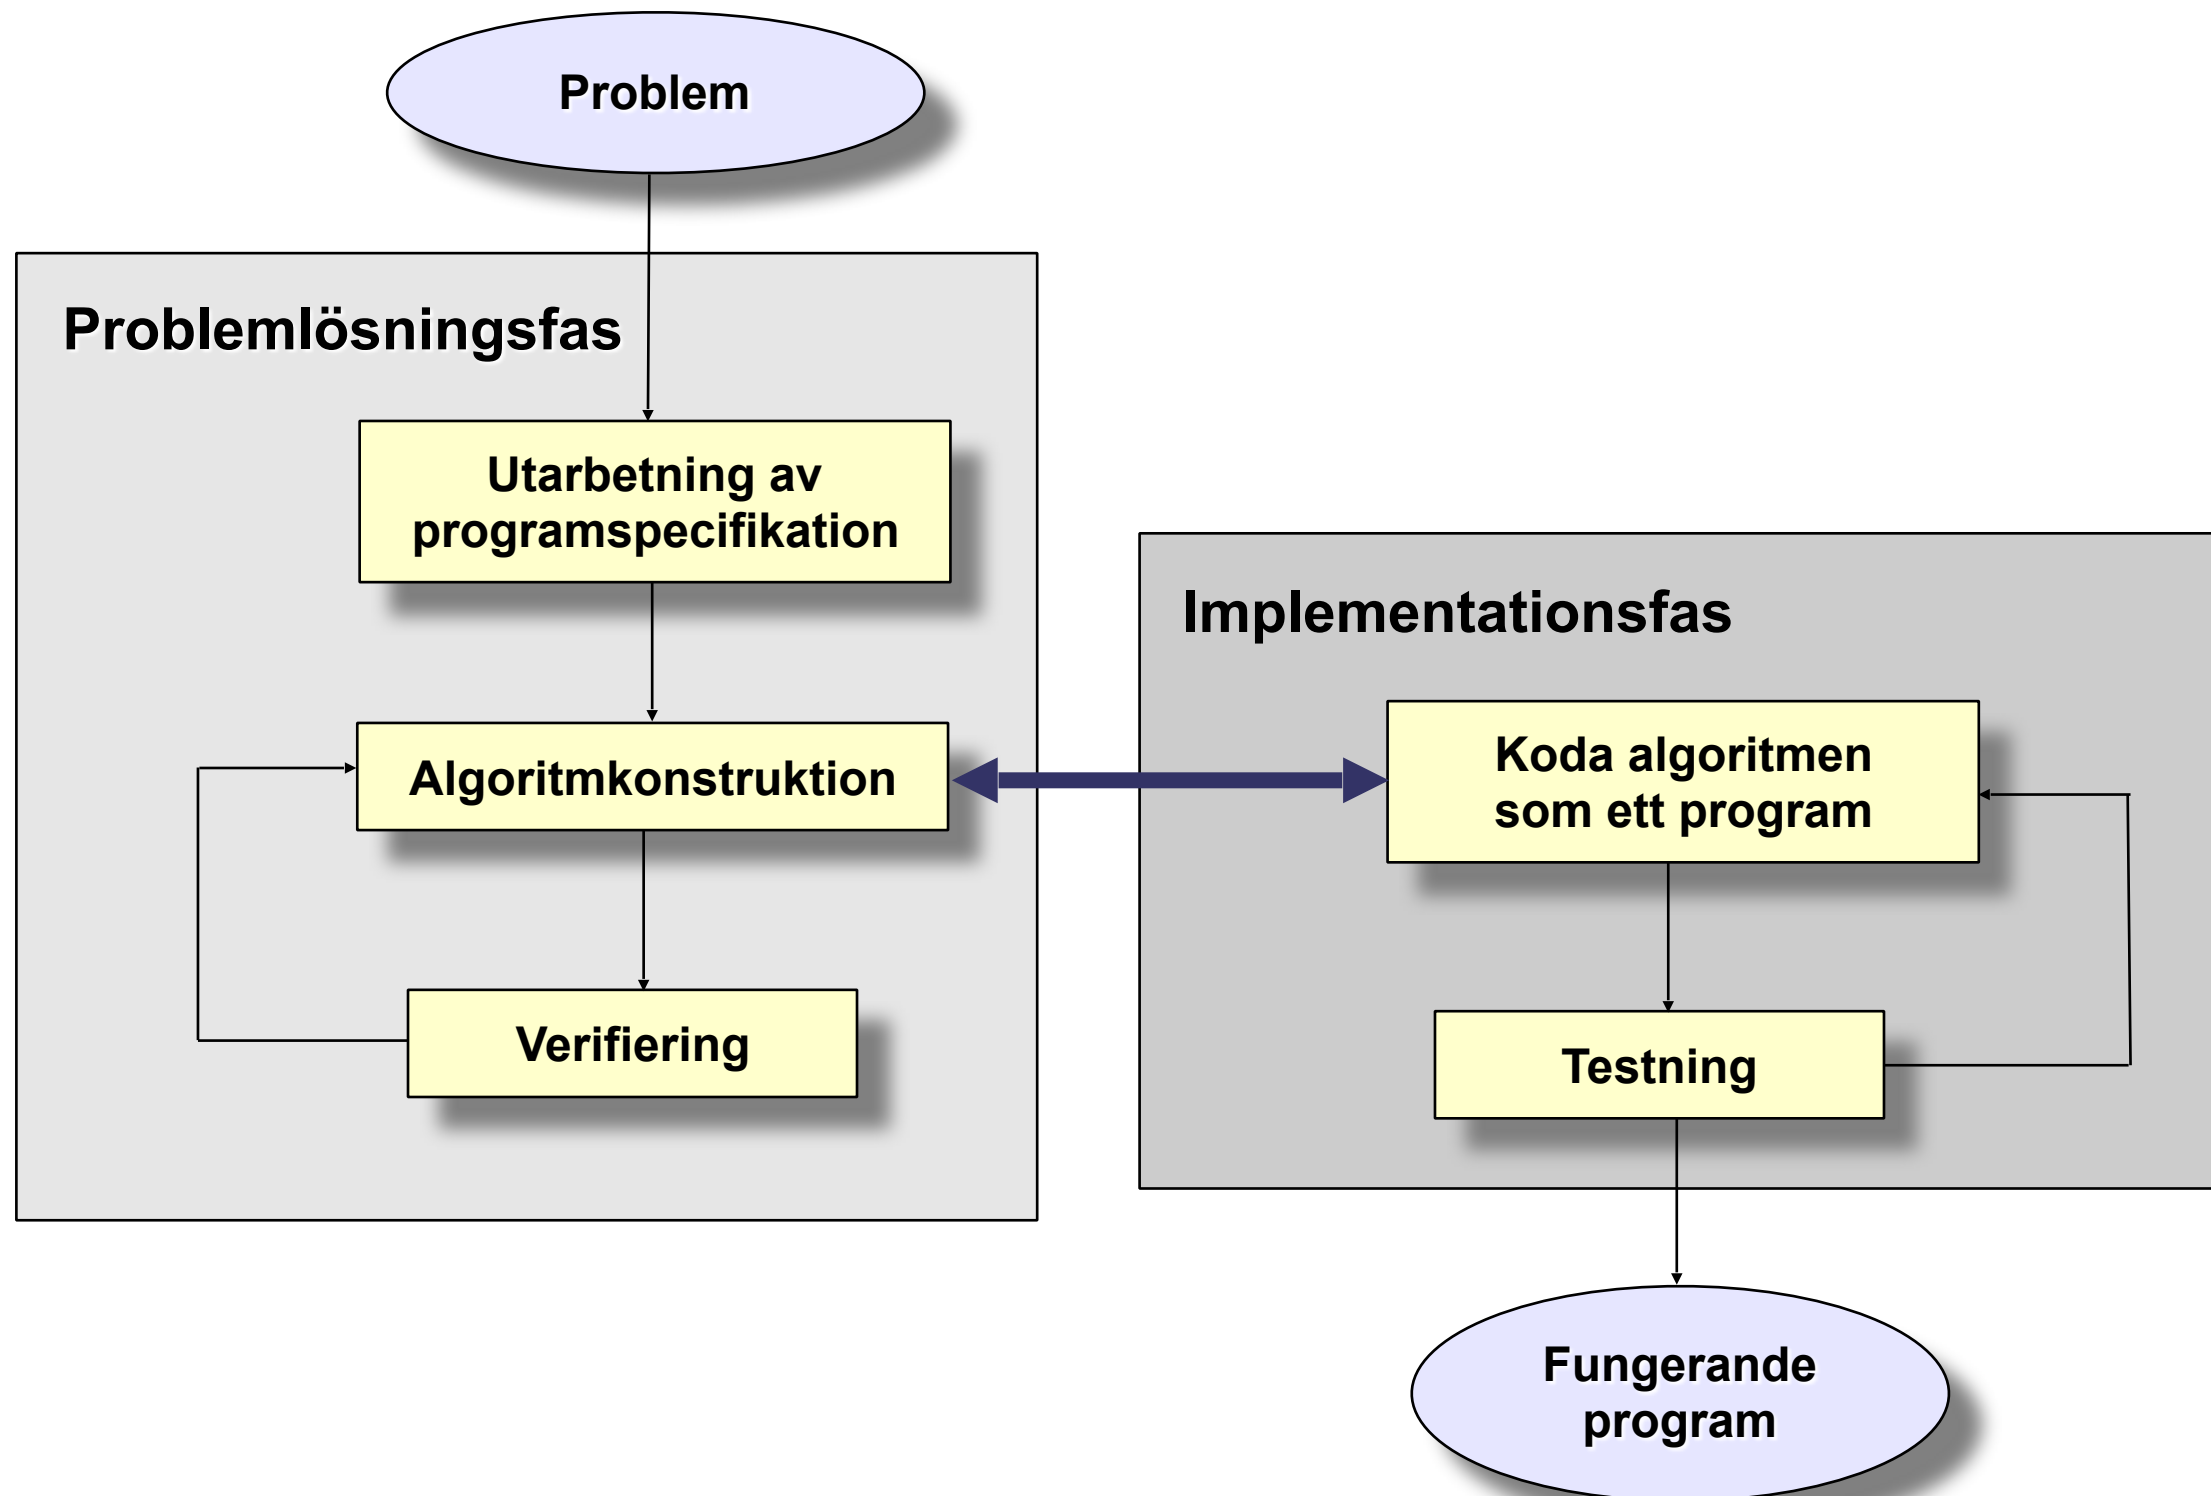 Problem
Problemlösningsfas
Utarbetning av
programspecifikation
Algoritmkonstruktion
Verifiering
Implementationsfas
Koda algoritmen
som ett program
Testning
Fungerande
program